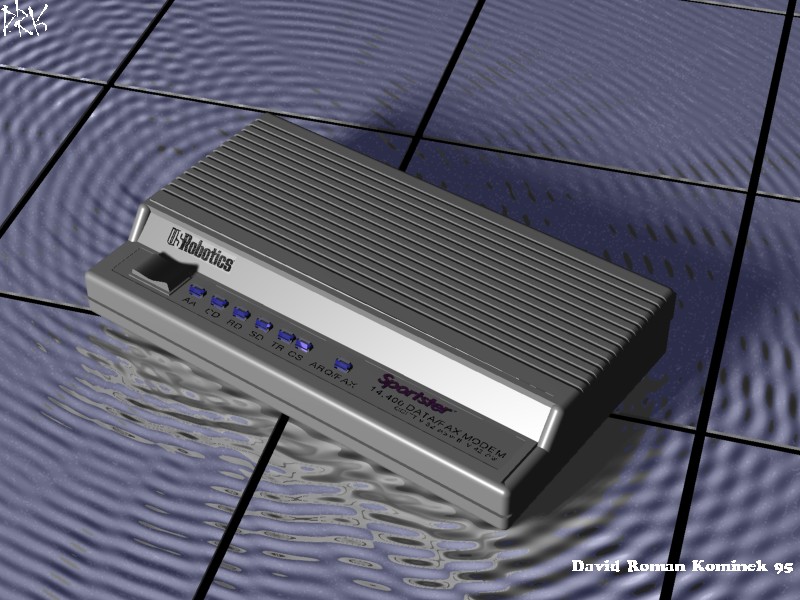 DRK
US Robotics
AA CD RD SD TR CS ARQ/FAX
Sportster
14,400 DATA/FAX MODEM
David Roman Kominek 95